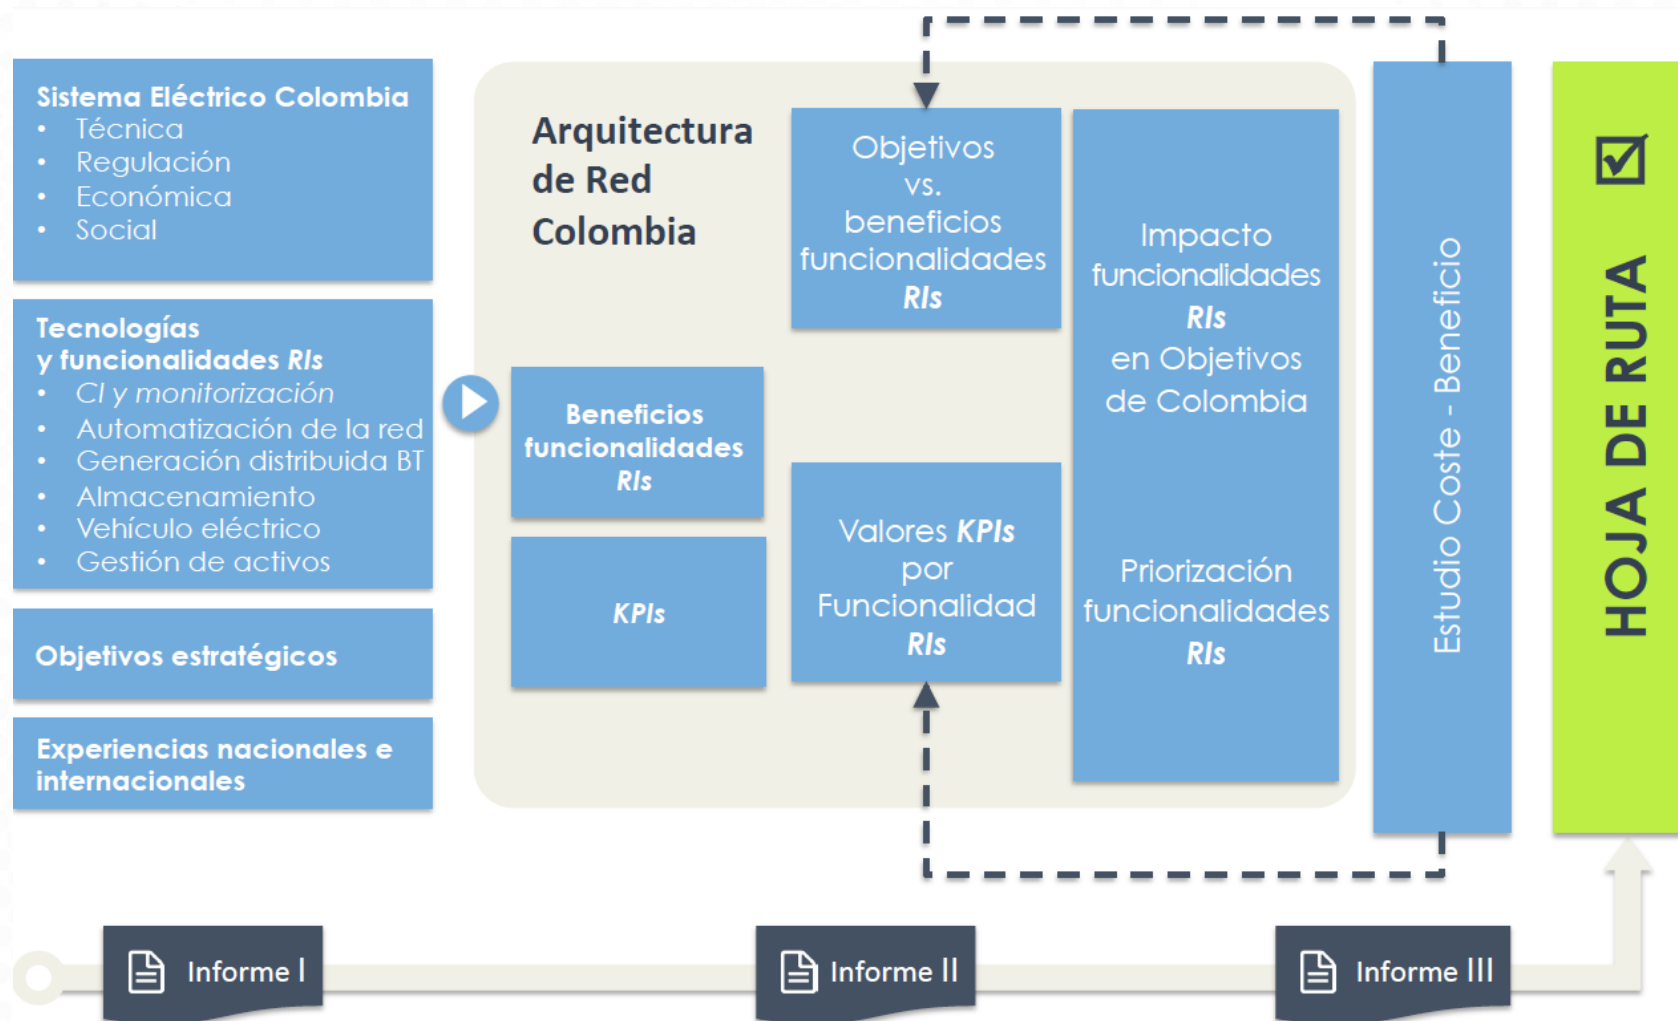 Sistema Eléctrico Colombia
• Técnica
• Regulación
• Económica
• Social
Tecnologías
y funcionalidades RIs
• CI y monitorización
• Automatización de la red
• Generación distribuida BT
• Almacenamiento
• Vehículo eléctrico
• Gestión de activos
Objetivos estratégicos
Experiencias nacionales e
internacionales
Arquitectura
de Red
Colombia
Beneficios
funcionalidades
RIs
KPIs
Objetivos
vs.
beneficios
funcionalidades
RIs
Valores KPIs
por
Funcionalidad
RIs
Impacto
funcionalidades
RIs
en Objetivos
de Colombia
Priorización
funcionalidades
RIs
Estudio Coste - Beneficio
HOJA DE RUTA
Informe I
Informe II
Informe III